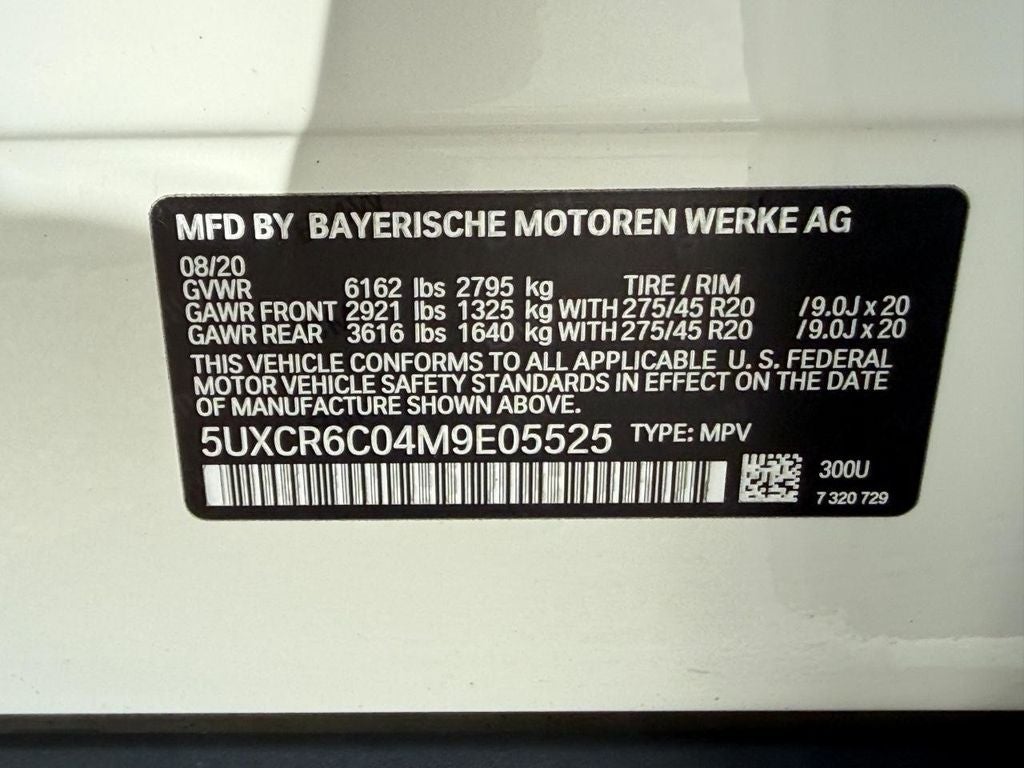 MFD BY BAYERISCHE MOTOREN WERKE AG
08/20
GVWR 6162 lbs 2795 kg TIRE / RIM
GAWR FRONT 2921 lbs 1325 kg WITH 275/45 R20 / 9.0J x 20
GAWR REAR 3616 lbs 1640 kg WITH 275/45 R20 / 9.0J x 20
THIS VEHICLE CONFORMS TO ALL APPLICABLE U. S. FEDERAL
MOTOR VEHICLE SAFETY STANDARDS IN EFFECT ON THE DATE
OF MANUFACTURE SHOWN ABOVE.
5UXCR6C04M9E05525 TYPE: MPV
300U
7 320 729